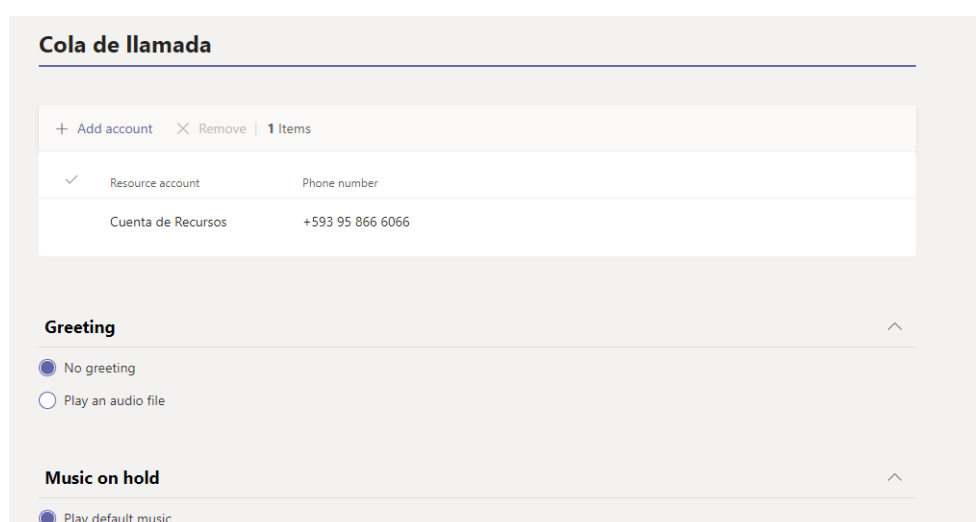 Cola de llamada
+ Add account × Remove | 1 Items
Resource account Phone number
Cuenta de Recursos +593 95 866 6066
Greeting
No greeting
Play an audio file
Music on hold
Play default music